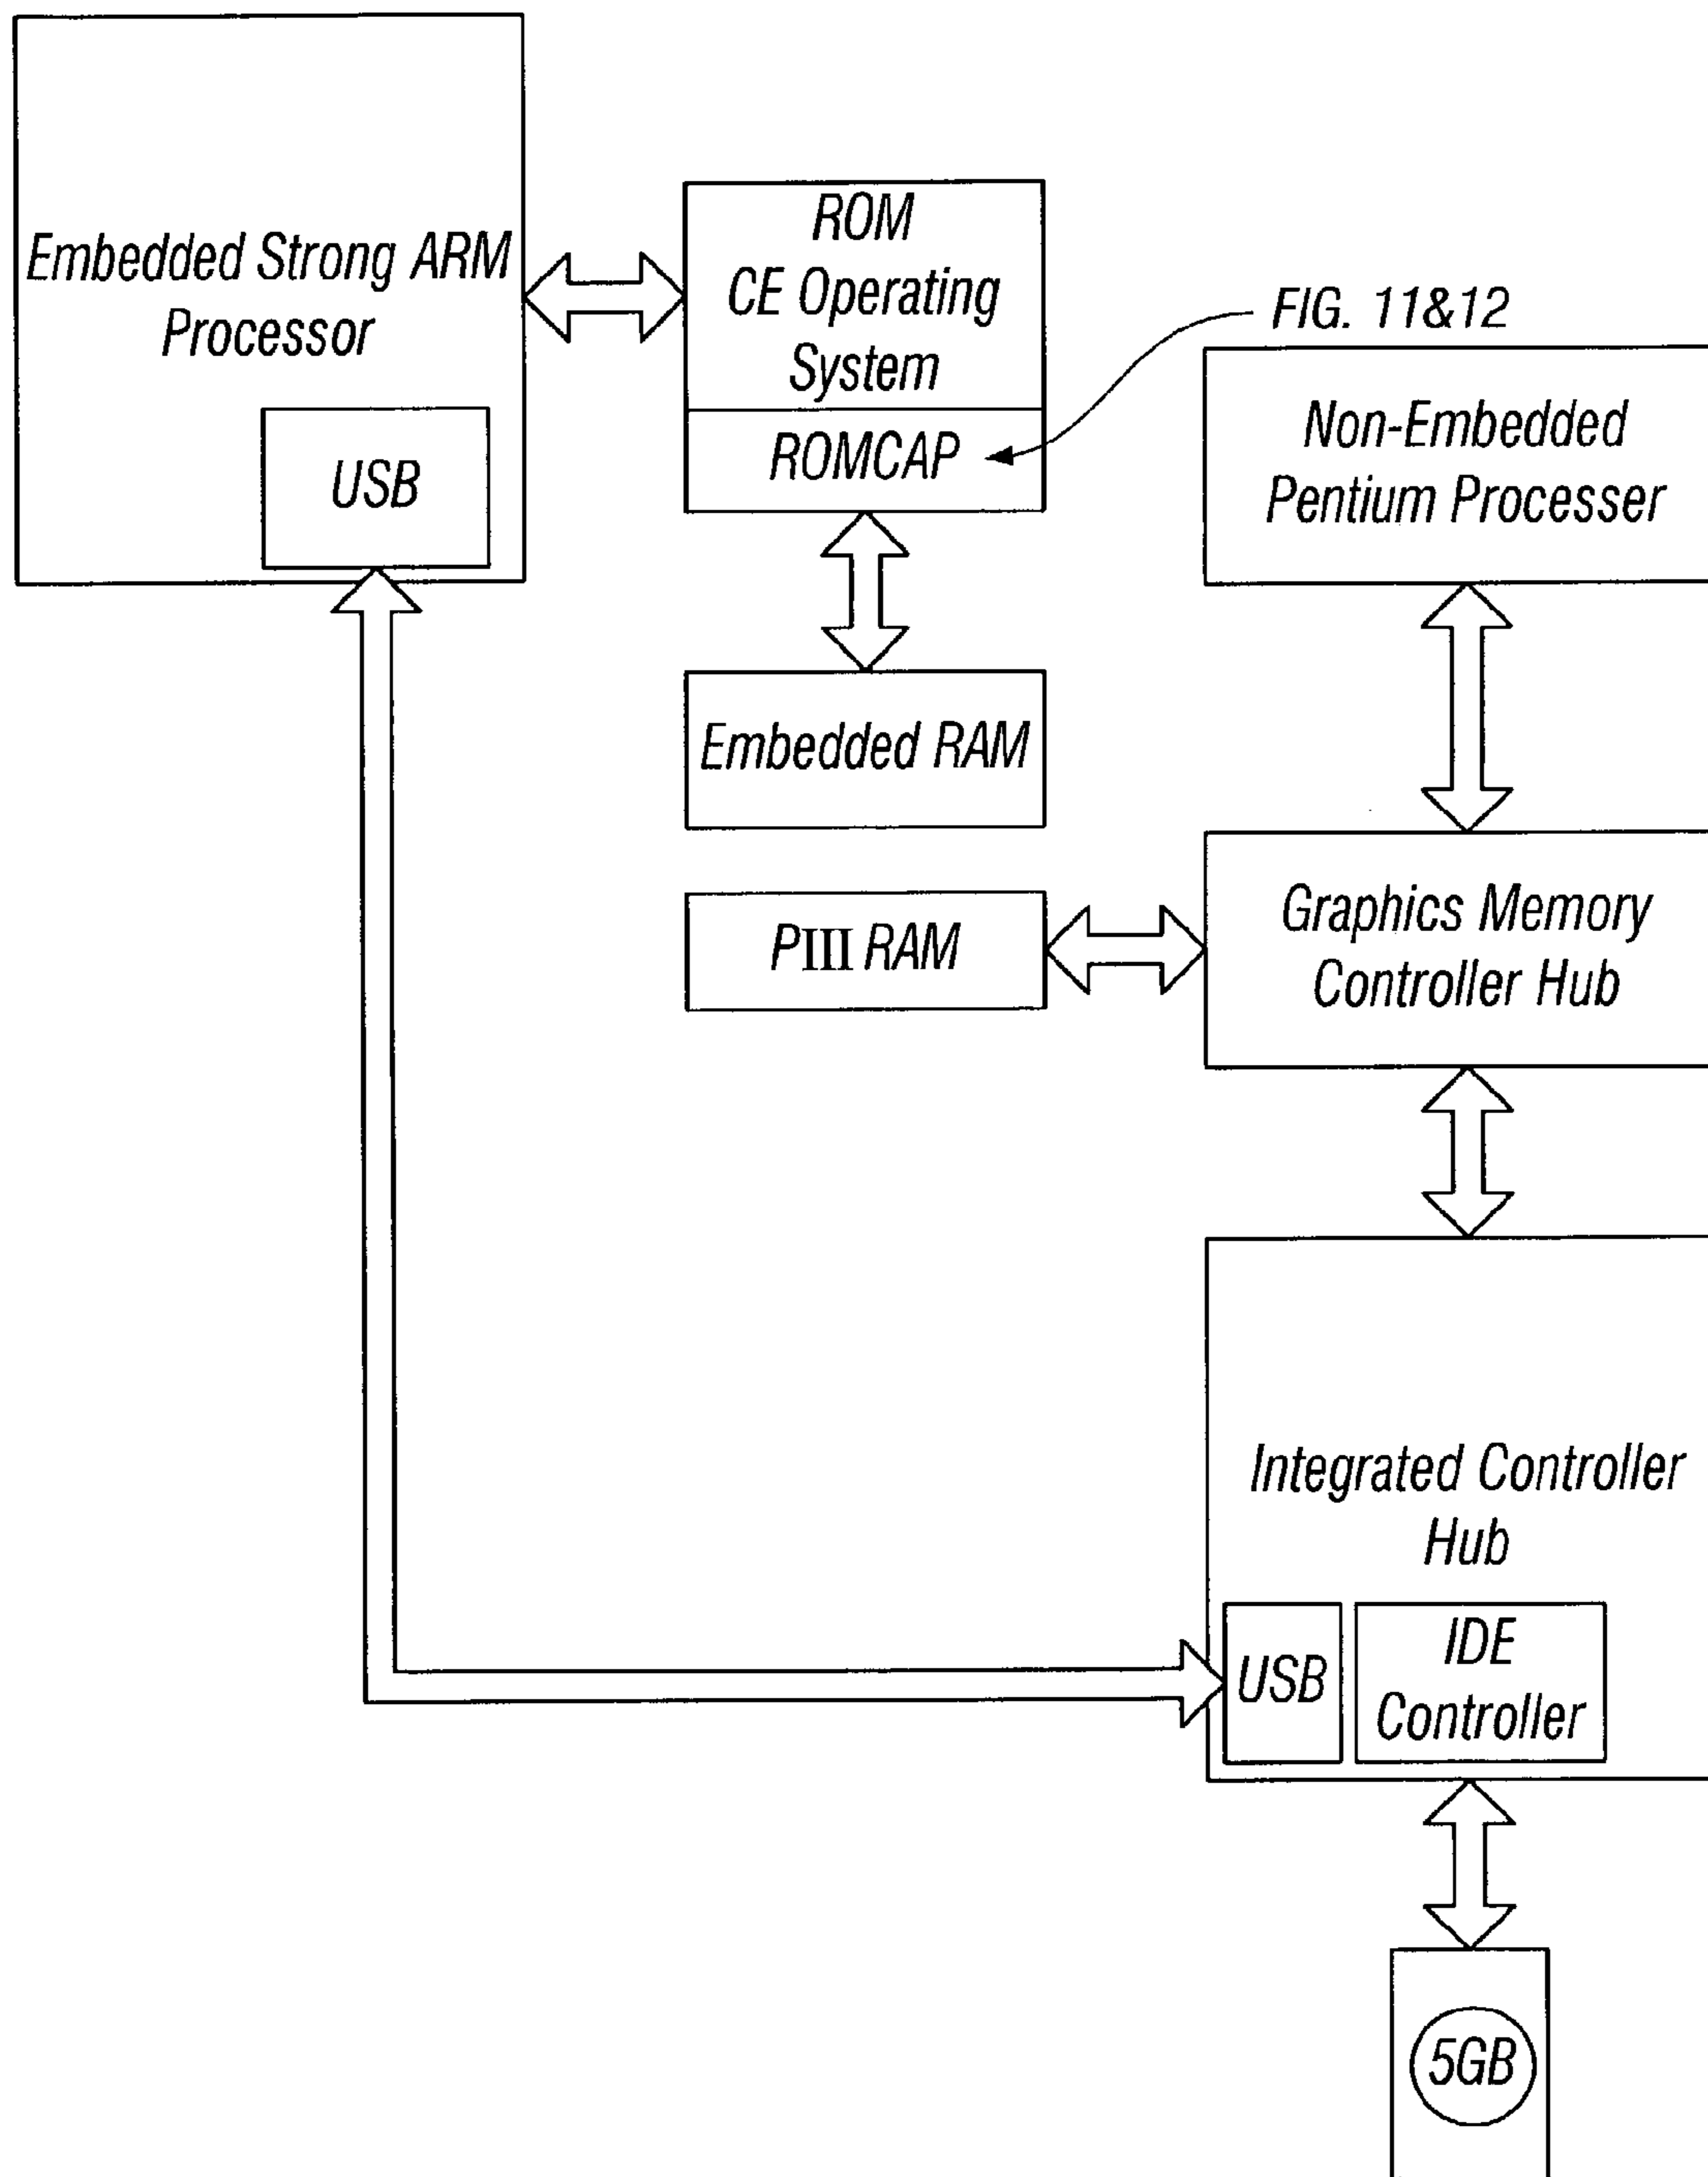 Embedded Strong ARM
Processor
USB
ROM
CE Operating
System
ROMCAP
FIG. 11&12
Non-Embedded
Pentium Processer
Embedded RAM
PIII RAM
Graphics Memory
Controller Hub
Integrated Controller
Hub
USB
IDE
Controller
5GB